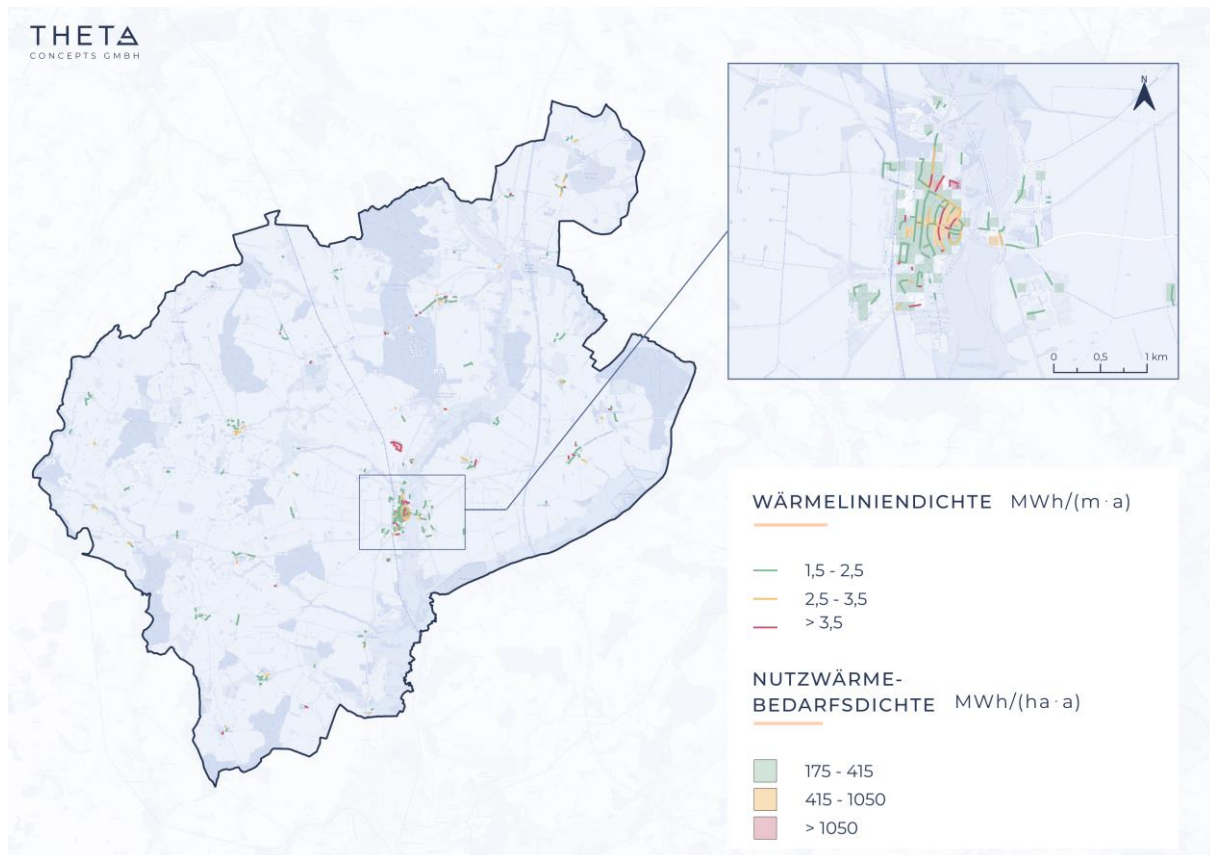 THETA
CONCEPTS GMBH
N
0 0,5 1 km
WÄRMELINIENDICHTE MWh/(m·a)
1,5 - 2,5
2,5 - 3,5
> 3,5
NUTZWÄRME-
BEDARFSDICHTE MWh/(ha·a)
175 - 415
415 - 1050
> 1050